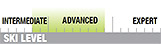 INTERMEDIATE ADVANCED EXPERT
SKI LEVEL